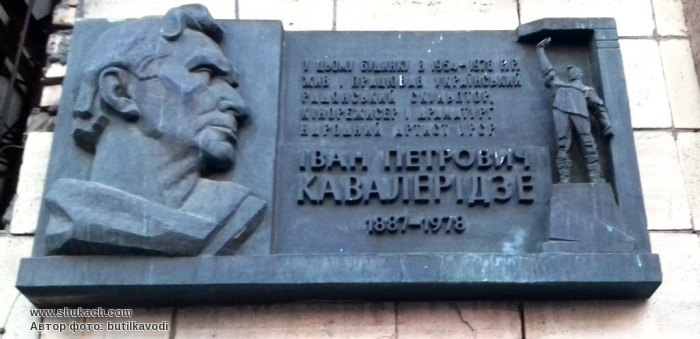 У ЦЬОМУ БУДИНКУ В 1954–1978 Р.Р.
ЖИВ І ПРАЦЮВАВ УКРАЇНСЬКИЙ
РАДЯНСЬКИЙ СКУЛЬПТОР,
КІНОРЕЖИСЕР І ДРАМАТУРГ
НАРОДНИЙ АРТИСТ УРСР
ІВАН ПЕТРОВИЧ
КАВАЛЕРІДЗЕ
1887–1978
www.shukach.com
Автор фото: butilkavodi